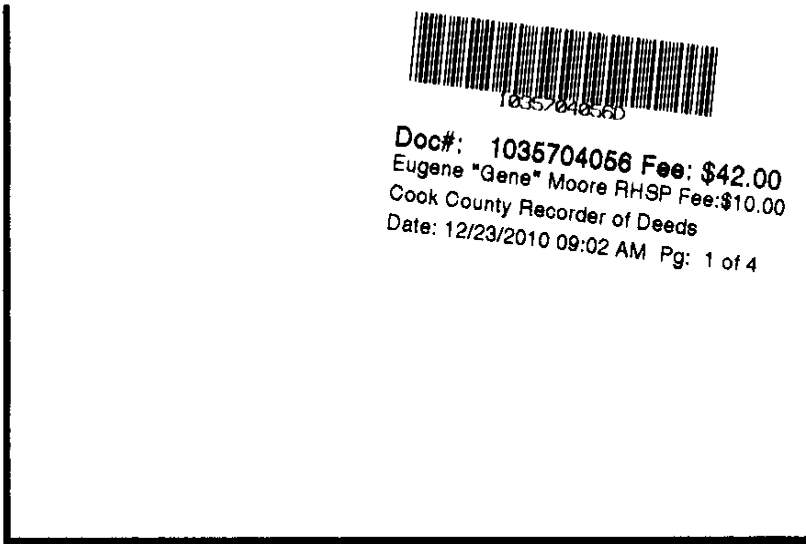 1035704056D
Doc#: 1035704056 Fee: $42.00
Eugene "Gene" Moore RHSP Fee:$10.00
Cook County Recorder of Deeds
Date: 12/23/2010 09:02 AM Pg: 1 of 4